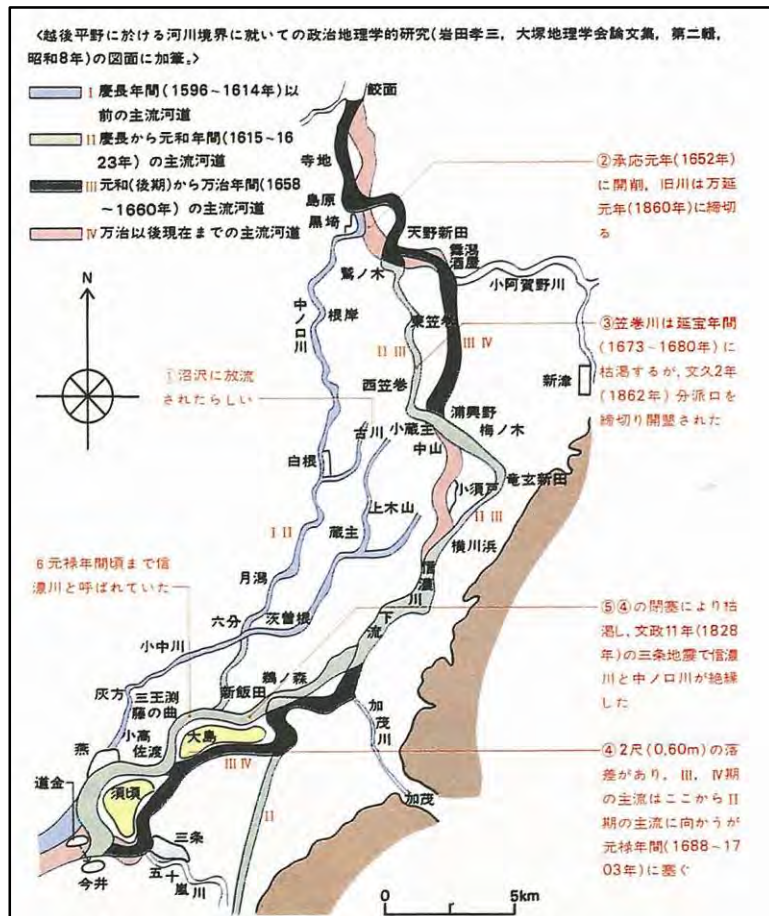 <越後平野に於ける河川境界に就いての政治地理学的研究(岩田孝三, 大塚地理学会論文集, 第二輯,
昭和8年)の図面に加筆。>
I 慶長年間(1596~1614年)以
前の主流河道
II 慶長から元和年間(1615~16
23年)の主流河道
III 元和(後期)から万治年間(1658
~1660年)の主流河道
IV 万治以後現在までの主流河道
N
鮫面
寺地
島原
黒埼
②承応元年(1652年)
に開削, 旧川は万延
元年(1860年)に締切
る
天野新田
舞潟
酒屋
鷲ノ木
小阿賀野川
中ノ口川
根岸
東笠巻
II III
III IV
③笠巻川は延宝年間
(1673~1680年)に
枯渇するが, 文久2年
(1862年)分派口を
締切り開墾された
新津
①沼沢に放流
されたらしい
西笠巻
浦興野
古川
小蔵主
梅ノ木
中山
白根
小須戸
竜玄新田
上木山
II III
I II
蔵主
横川浜
6元禄年間頃まで信
濃川と呼ばれていた
月潟
信濃川
下流
六分
茨曽根
⑤④の閉塞により枯
渇し, 文政11年(1828
年)の三条地震で信濃
川と中ノ口川が絶縁
した
小中川
鵜ノ森
新飯田
灰方
三王渕
藤の曲
加茂川
燕
小高
佐渡
大島
④2尺(0,60m)の落
差があり, III, IV期
の主流はここからII
期の主流に向かうが
元禄年間(1688~17
03年)に塞ぐ
III IV
道金
須頃
II
加茂
三条
今井
五十嵐川
0
r
5km